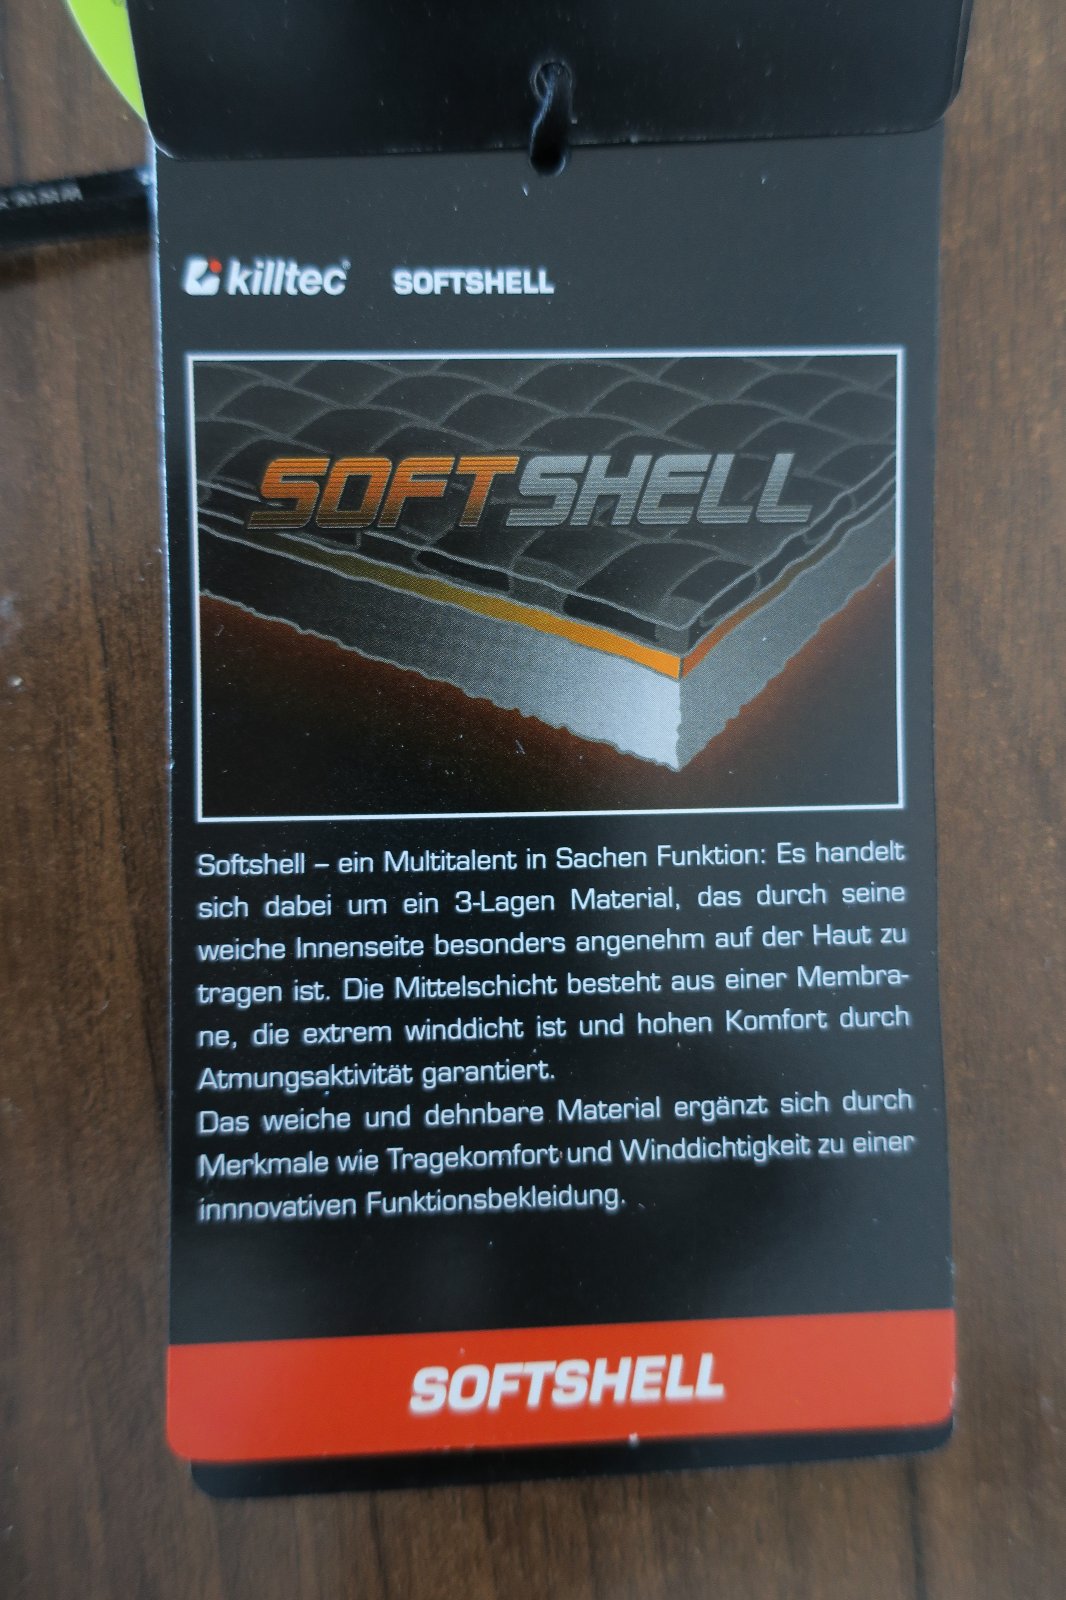 killtec® SOFTSHELL
SOFTSHELL
Softshell – ein Multitalent in Sachen Funktion: Es handelt
sich dabei um ein 3-Lagen Material, das durch seine
weiche Innenseite besonders angenehm auf der Haut zu
tragen ist. Die Mittelschicht besteht aus einer Membra-
ne, die extrem winddicht ist und hohen Komfort durch
Atmungsaktivität garantiert.
Das weiche und dehnbare Material ergänzt sich durch
Merkmale wie Tragekomfort und Winddichtigkeit zu einer
innnovativen Funktionsbekleidung.
SOFTSHELL